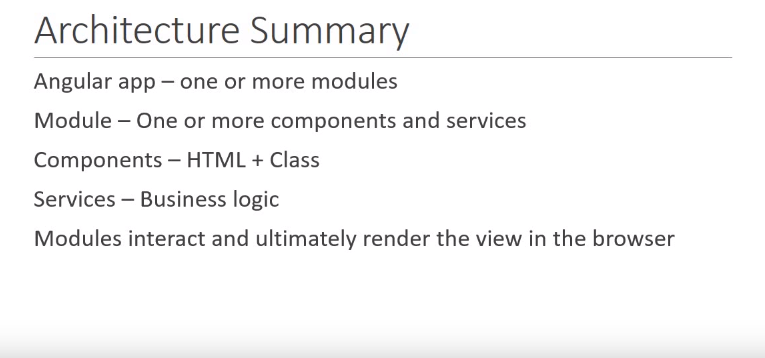 Architecture Summary
Angular app – one or more modules
Module – One or more components and services
Components – HTML + Class
Services – Business logic
Modules interact and ultimately render the view in the browser